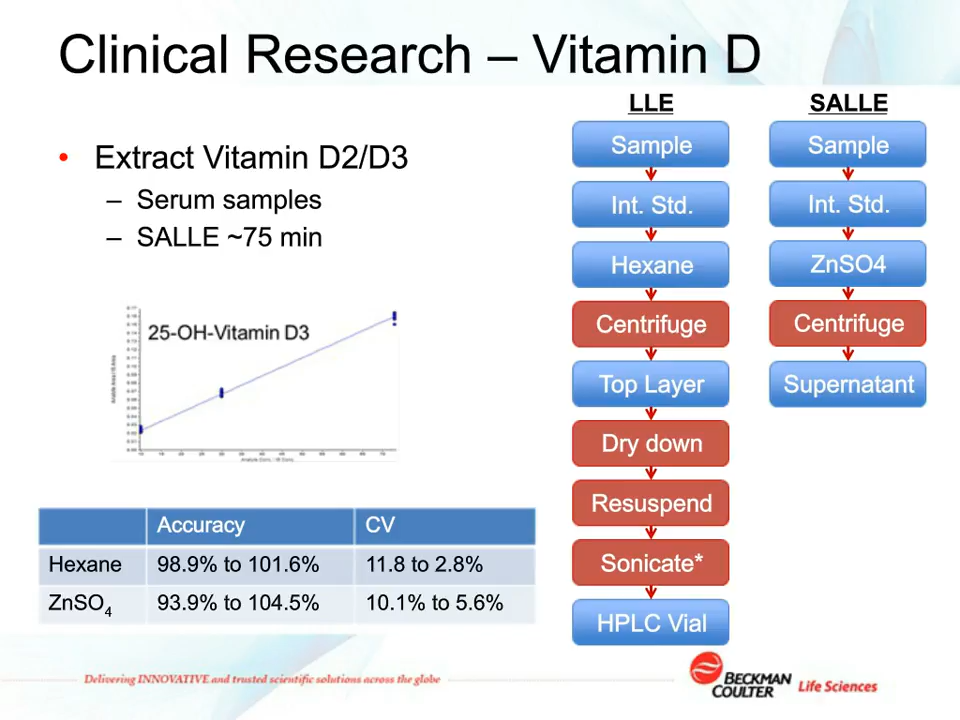 Clinical Research – Vitamin D
• Extract Vitamin D2/D3
– Serum samples
– SALLE ~75 min
25-OH-Vitamin D3
Accuracy CV
Hexane 98.9% to 101.6% 11.8 to 2.8%
ZnSO4 93.9% to 104.5% 10.1% to 5.6%
LLE
Sample
Int. Std.
Hexane
Centrifuge
Top Layer
Dry down
Resuspend
Sonicate*
HPLC Vial
SALLE
Sample
Int. Std.
ZnSO4
Centrifuge
Supernatant
Delivering INNOVATIVE and trusted scientific solutions across the globe
BECKMAN
COULTER
Life Sciences